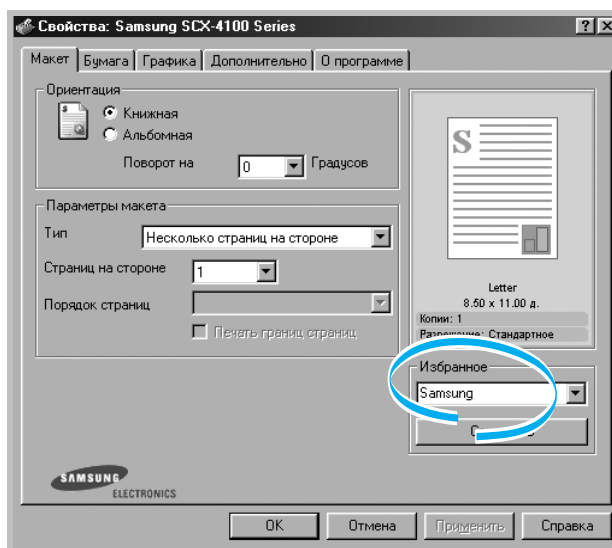 Свойства: Samsung SCX-4100 Series
Макет Бумага Графика Дополнительно О программе
Ориентация
Книжная
Альбомная
Поворот на 0 Градусов
Параметры макета
Тип Несколько страниц на стороне
Страниц на стороне 1
Порядок страниц
Печать границ страниц
S
S
Letter
8.50 x 11.00 д.
Копии: 1
Разрешение: Стандартное
Избранное
Samsung
SAMSUNG
ELECTRONICS
OK Отмена Применить Справка